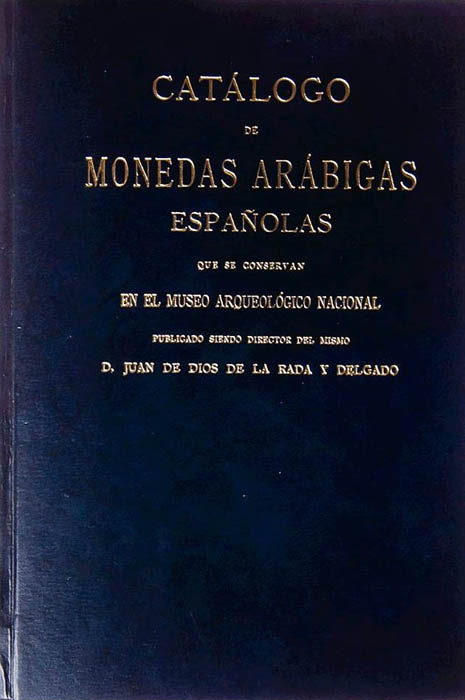 CATÁLOGO
DE
MONEDAS ARÁBIGAS
ESPAÑOLAS
QUE SE CONSERVAN
EN EL MUSEO ARQUEOLÓGICO NACIONAL
PUBLICADO SIENDO DIRECTOR DEL MISMO
D. JUAN DE DIOS DE LA RADA Y DELGADO